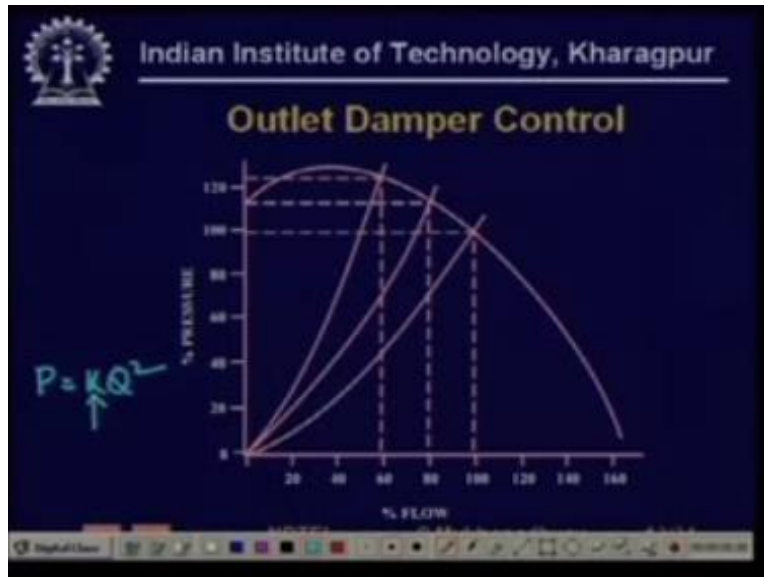 Indian Institute of Technology, Kharagpur
Outlet Damper Control
120
100
80
60
40
20
0
% PRESSURE
P = KQ²
20 40 60 80 100 120 140 160
% FLOW